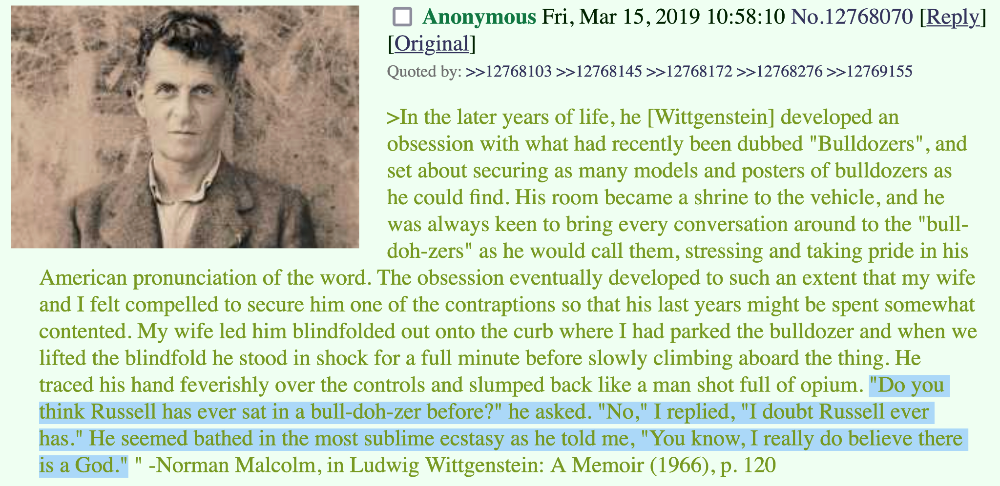 Anonymous Fri, Mar 15, 2019 10:58:10 No.12768070 [Reply]
[Original]
Quoted by: >>12768103 >>12768145 >>12768172 >>12768276 >>12769155
>In the later years of life, he [Wittgenstein] developed an
obsession with what had recently been dubbed "Bulldozers", and
set about securing as many models and posters of bulldozers as
he could find. His room became a shrine to the vehicle, and he
was always keen to bring every conversation around to the "bull-
doh-zers" as he would call them, stressing and taking pride in his
American pronunciation of the word. The obsession eventually developed to such an extent that my wife
and I felt compelled to secure him one of the contraptions so that his last years might be spent somewhat
contented. My wife led him blindfolded out onto the curb where I had parked the bulldozer and when we
lifted the blindfold he stood in shock for a full minute before slowly climbing aboard the thing. He
traced his hand feverishly over the controls and slumped back like a man shot full of opium. "Do you
think Russell has ever sat in a bull-doh-zer before?" he asked. "No," I replied, "I doubt Russell ever
has." He seemed bathed in the most sublime ecstasy as he told me, "You know, I really do believe there
is a God." " -Norman Malcolm, in Ludwig Wittgenstein: A Memoir (1966), p. 120